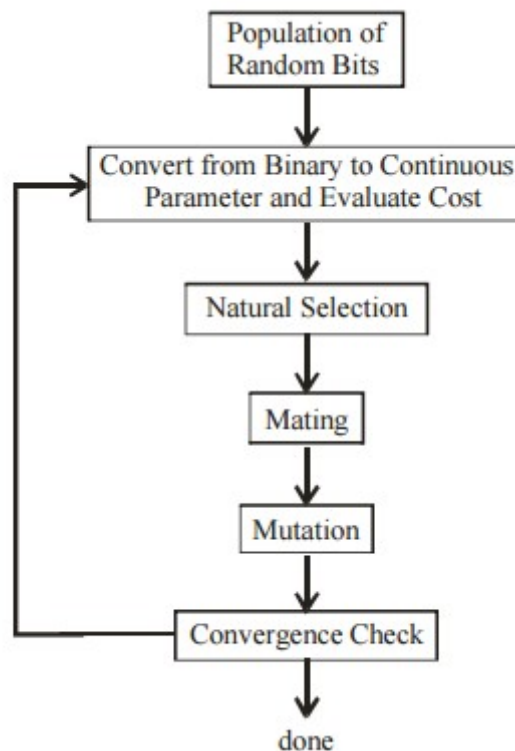 Population of
Random Bits
Convert from Binary to Continuous
Parameter and Evaluate Cost
Natural Selection
Mating
Mutation
Convergence Check
done